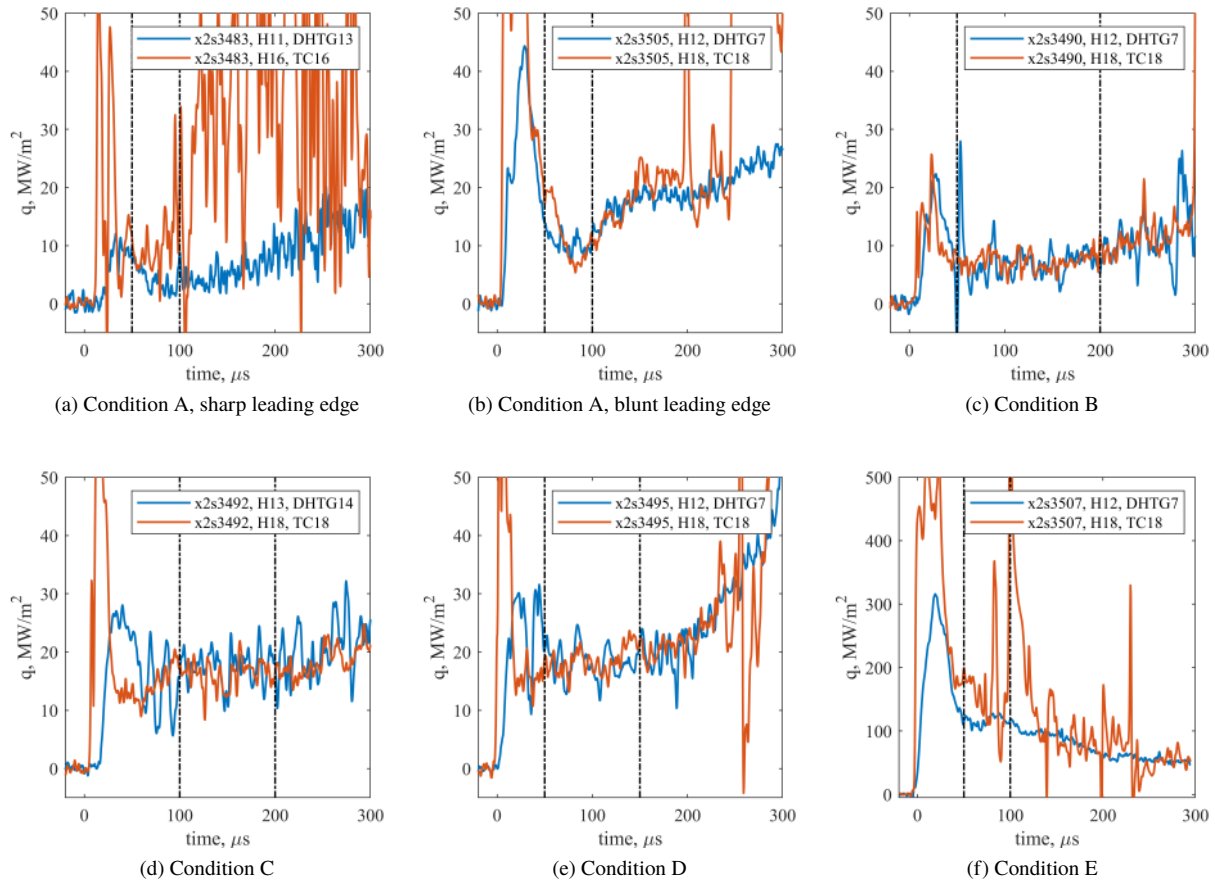 50
40
30
20
10
0
q, MW/m²
x2s3483, H11, DHTG13
x2s3483, H16, TC16
0 100 200 300
time, μs
(a) Condition A, sharp leading edge
50
40
30
20
10
0
q, MW/m²
x2s3505, H12, DHTG7
x2s3505, H18, TC18
0 100 200 300
time, μs
(b) Condition A, blunt leading edge
50
40
30
20
10
0
q, MW/m²
x2s3490, H12, DHTG7
x2s3490, H18, TC18
0 100 200 300
time, μs
(c) Condition B
50
40
30
20
10
0
q, MW/m²
x2s3492, H13, DHTG14
x2s3492, H18, TC18
0 100 200 300
time, μs
(d) Condition C
50
40
30
20
10
0
q, MW/m²
x2s3495, H12, DHTG7
x2s3495, H18, TC18
0 100 200 300
time, μs
(e) Condition D
500
400
300
200
100
0
q, MW/m²
x2s3507, H12, DHTG7
x2s3507, H18, TC18
0 100 200 300
time, μs
(f) Condition E